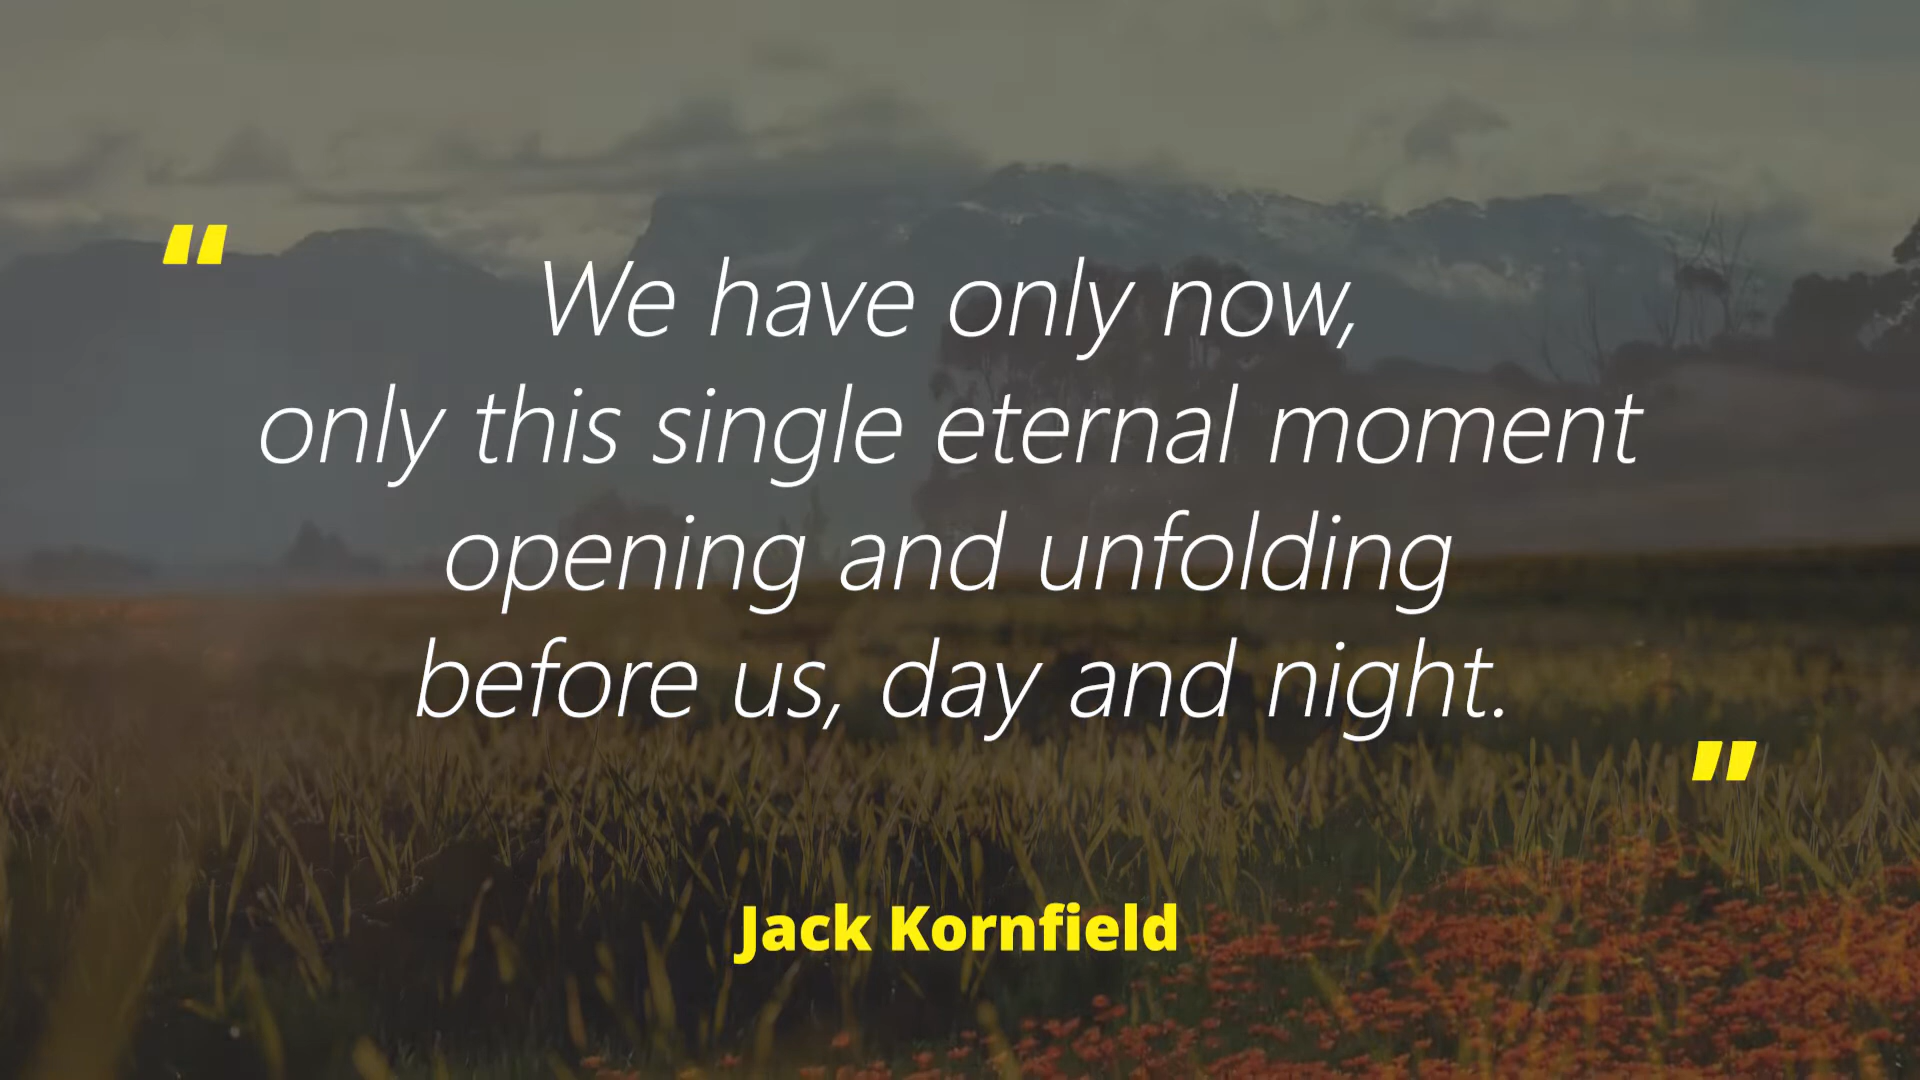 “
We have only now,
only this single eternal moment
opening and unfolding
before us, day and night.
”
Jack Kornfield